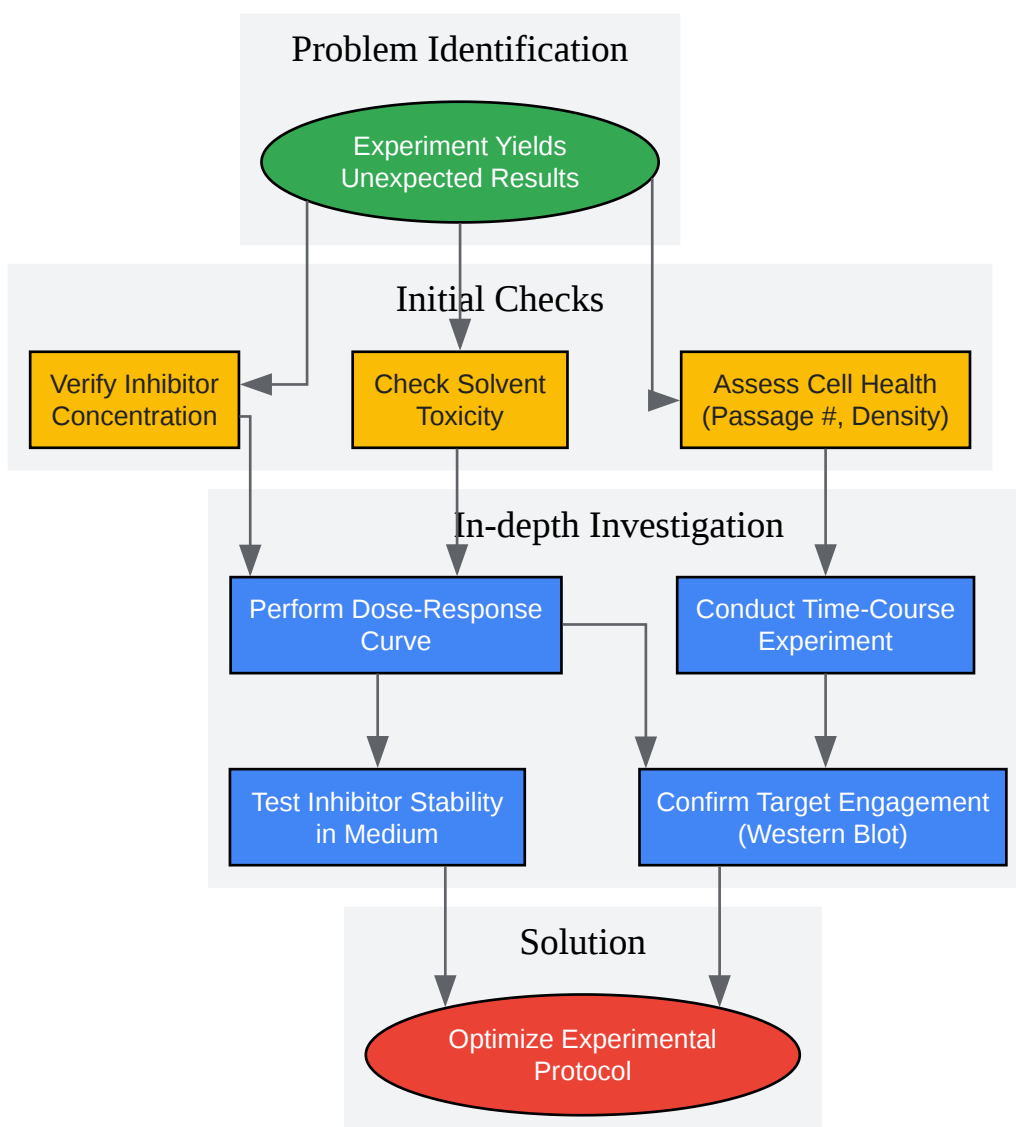 Problem Identification
Experiment Yields
Unexpected Results
Initial Checks
Verify Inhibitor
Concentration
Check Solvent
Toxicity
Assess Cell Health
(Passage #, Density)
In-depth Investigation
Perform Dose-Response
Curve
Conduct Time-Course
Experiment
Test Inhibitor Stability
in Medium
Confirm Target Engagement
(Western Blot)
Solution
Optimize Experimental
Protocol